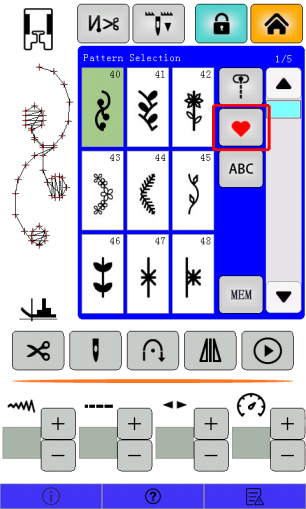 Pattern Selection 1/5
40 41 42
43 44 45
ABC
46 47 48
MEM